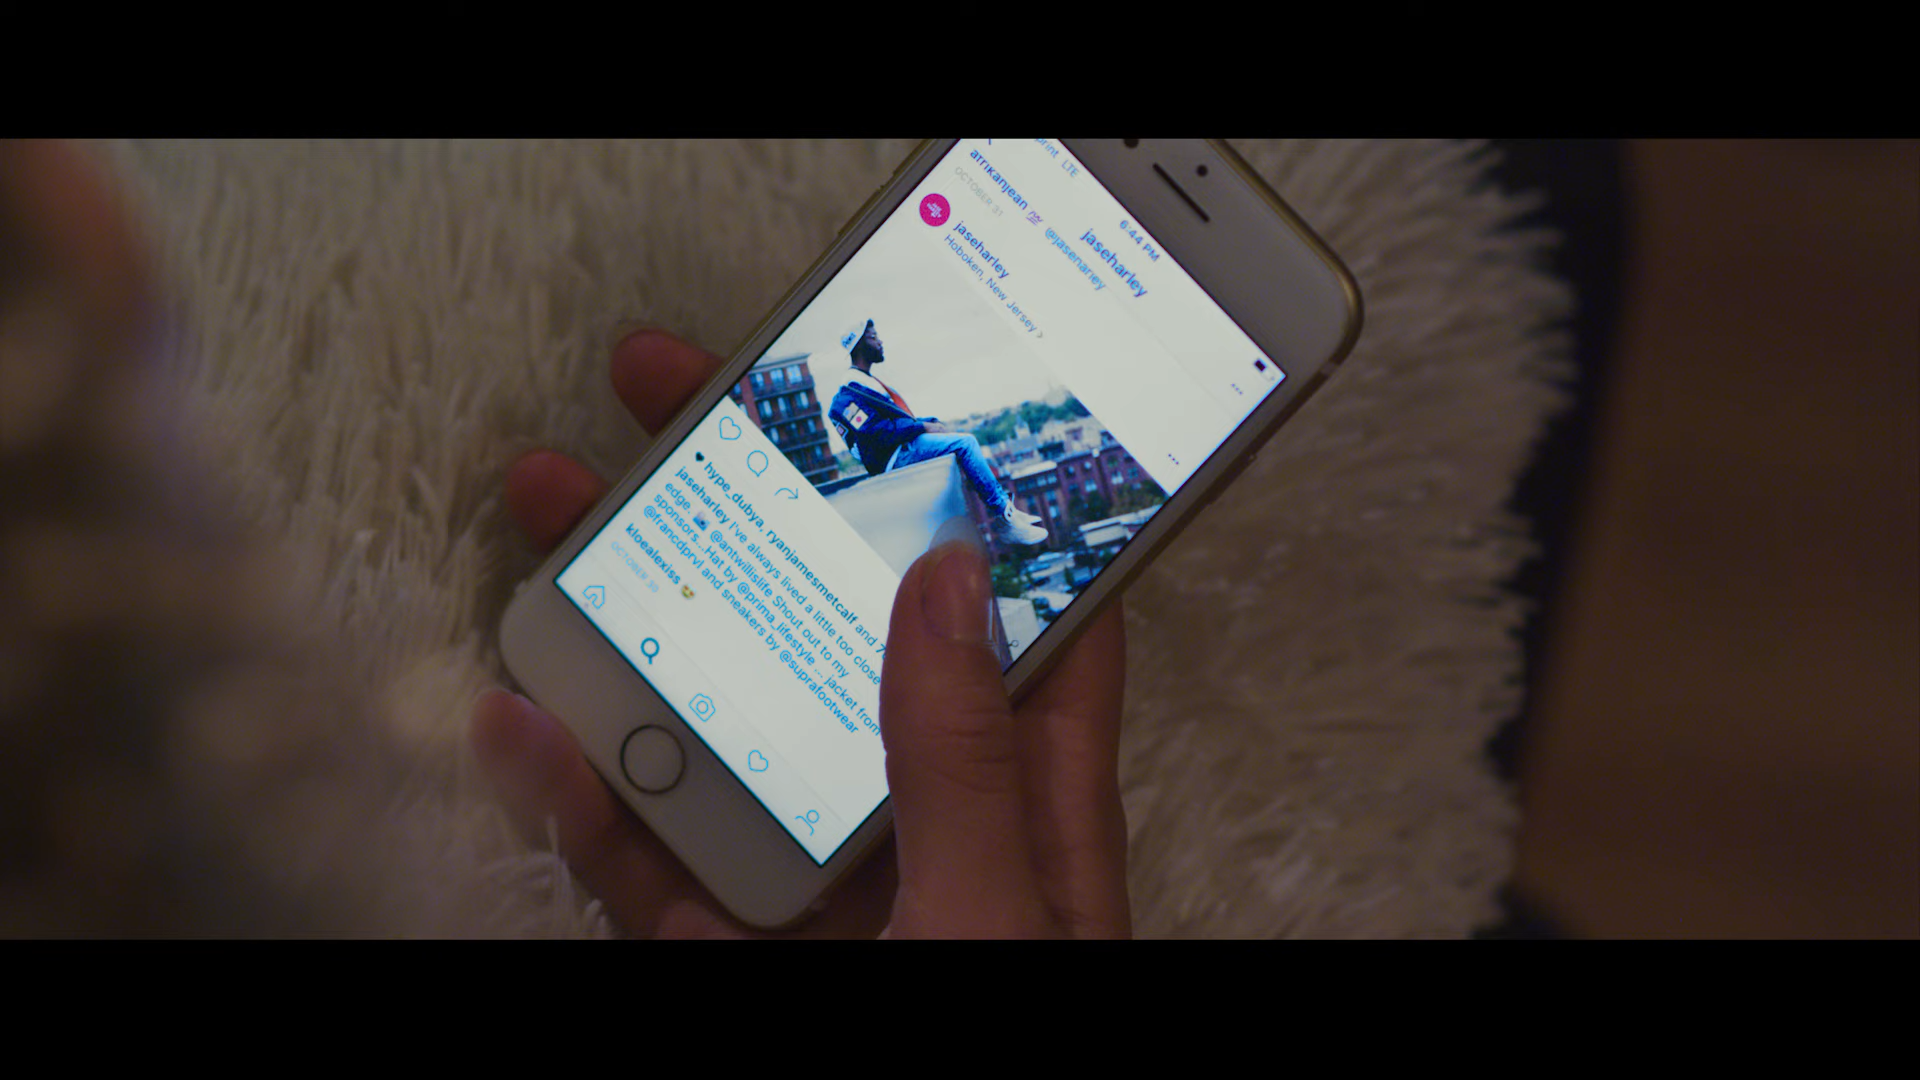 LTE 6:44 PM
jaseharley
@jaseharley
OCTOBER 31
jaseharley
Hoboken, New Jersey >
♥ hype_dubya, ryanjamesmetcalf and
jaseharley I've always lived a little too close
edge. @antwillislife Shout out to my
sponsors...Hat by @prima_lifestyle ... jacket from
@francdprvl and sneakers by @suprafootwear
kloealexiss
OCTOBER 30